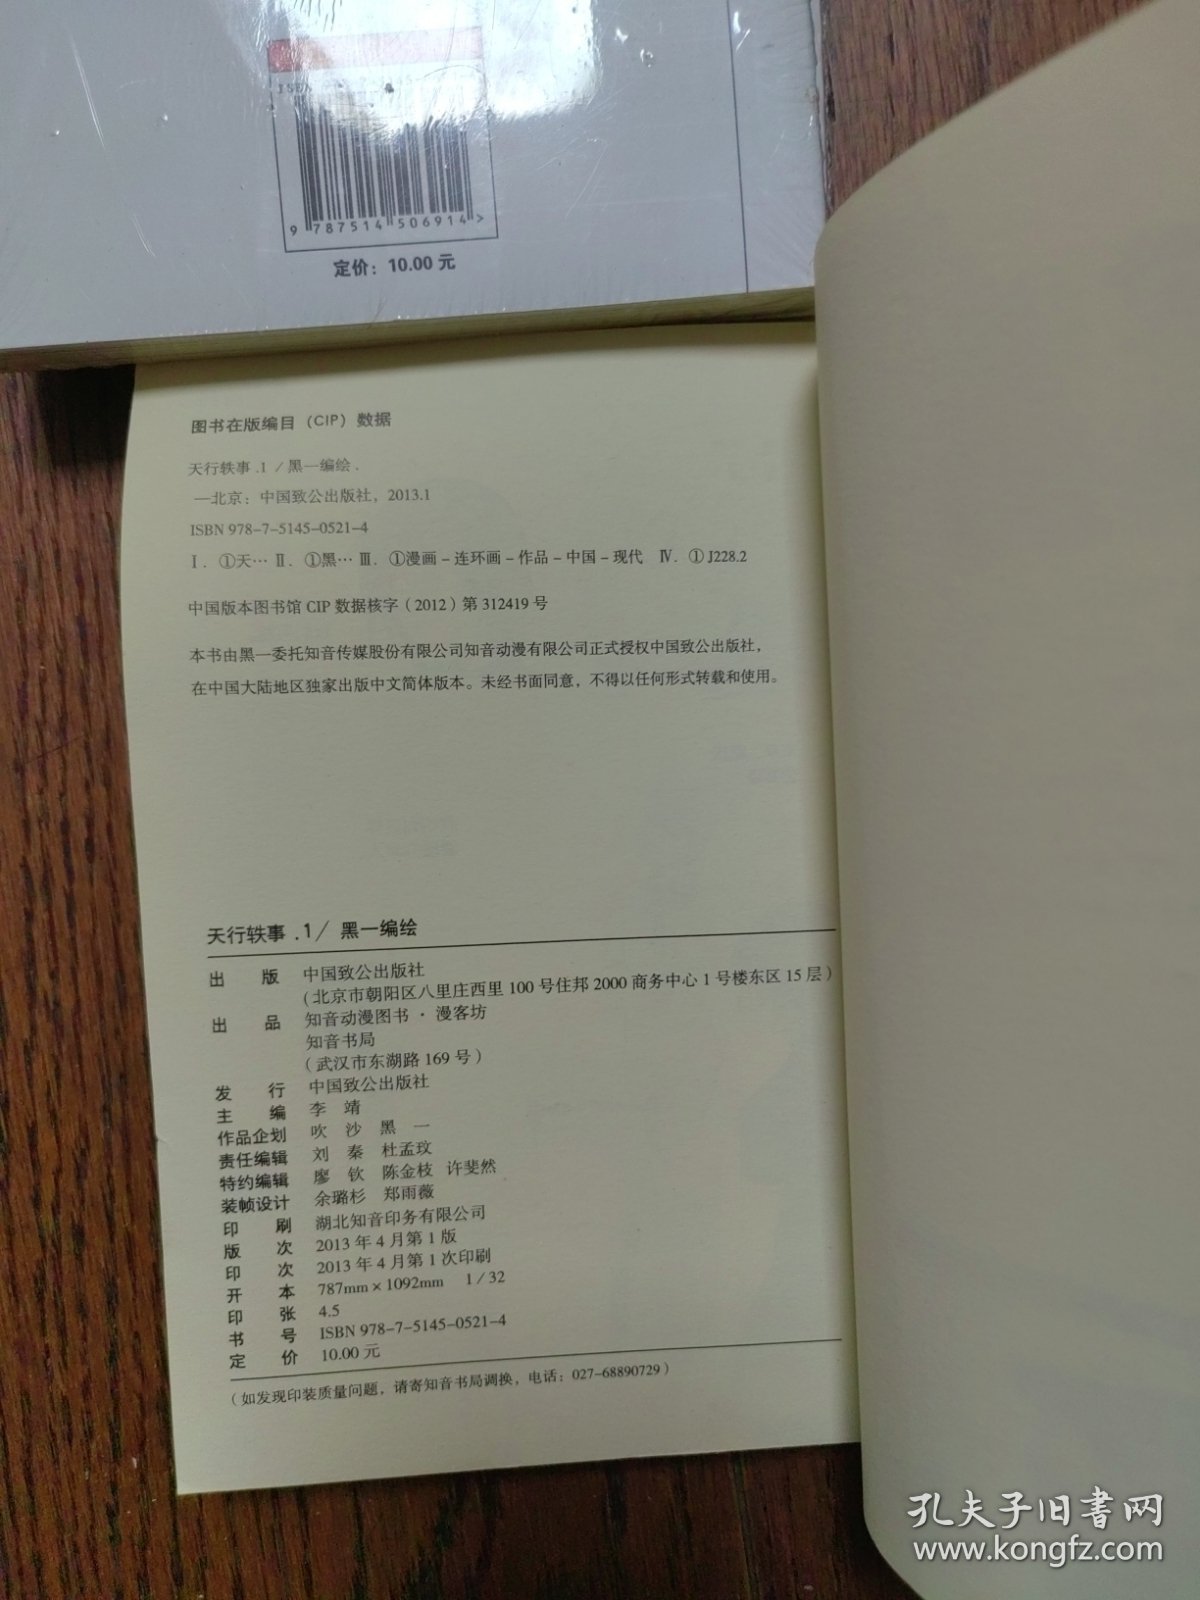 9 787514 506914 >
定价：10.00 元
图书在版编目（CIP）数据
天行轶事 .1 / 黑一编绘 .
—北京：中国致公出版社，2013.1
ISBN 978-7-5145-0521-4
Ⅰ . ①天… Ⅱ . ①黑… Ⅲ . ①漫画－连环画－作品－中国－现代 Ⅳ . ① J228.2
中国版本图书馆 CIP 数据核字（2012）第 312419 号
本书由黑一委托知音传媒股份有限公司知音动漫有限公司正式授权中国致公出版社，
在中国大陆地区独家出版中文简体版本。未经书面同意，不得以任何形式转载和使用。
天行轶事 .1/ 黑一编绘
出 版 中国致公出版社
（北京市朝阳区八里庄西里 100 号住邦 2000 商务中心 1 号楼东区 15 层）
出 品 知音动漫图书·漫客坊
知音书局
（武汉市东湖路 169 号）
发 行 中国致公出版社
主 编 李 靖
作品企划 吹 沙 黑 一
责任编辑 刘 秦 杜孟玟
特约编辑 廖 钦 陈金枝 许斐然
装帧设计 余璐杉 郑雨薇
印 刷 湖北知音印务有限公司
版 次 2013 年 4 月第 1 版
印 次 2013 年 4 月第 1 次印刷
开 本 787mm × 1092mm 1 / 32
印 张 4.5
书 号 ISBN 978-7-5145-0521-4
定 价 10.00 元
（如发现印装质量问题，请寄知音书局调换，电话：027-68890729）
孔夫子旧书网
www.kongfz.com